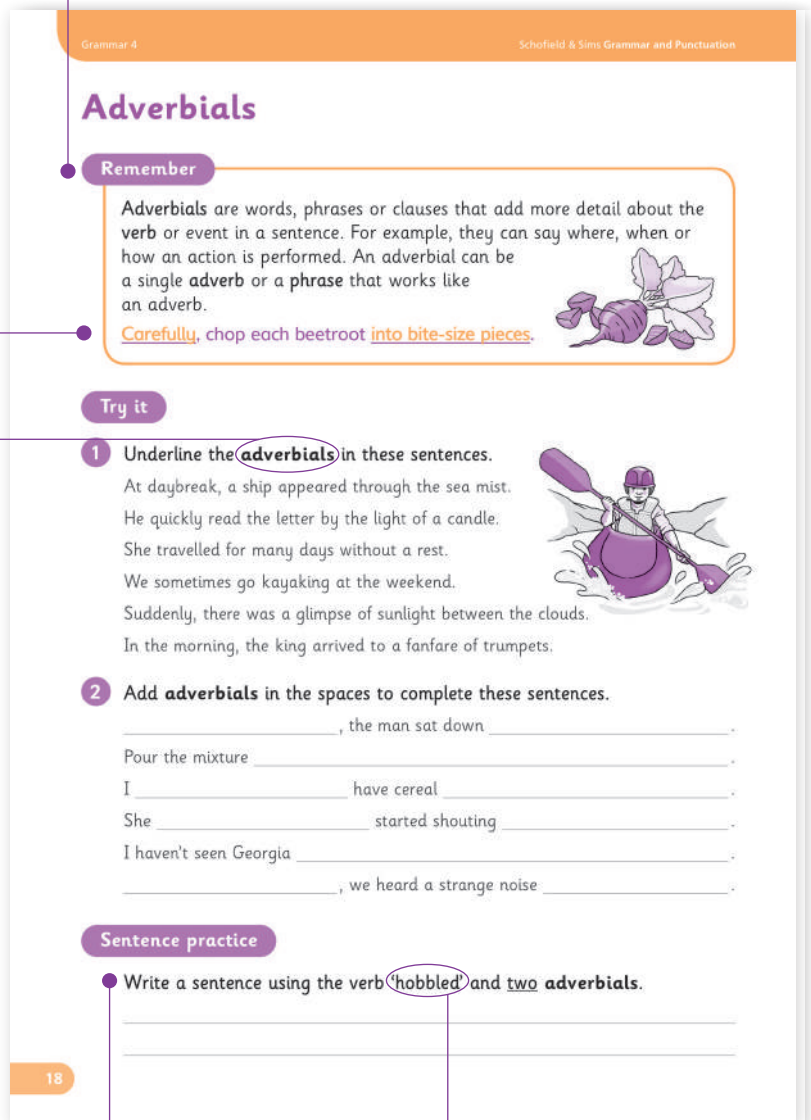 Grammar 4
Schofield & Sims Grammar and Punctuation
Adverbials
Remember
Adverbials are words, phrases or clauses that add more detail about the
verb or event in a sentence. For example, they can say where, when or
how an action is performed. An adverbial can be
a single adverb or a phrase that works like
an adverb.
Carefully, chop each beetroot into bite-size pieces.
Try it
1 Underline the adverbials in these sentences.
At daybreak, a ship appeared through the sea mist.
He quickly read the letter by the light of a candle.
She travelled for many days without a rest.
We sometimes go kayaking at the weekend.
Suddenly, there was a glimpse of sunlight between the clouds.
In the morning, the king arrived to a fanfare of trumpets.
2 Add adverbials in the spaces to complete these sentences.
, the man sat down .
Pour the mixture .
I have cereal .
She started shouting .
I haven't seen Georgia .
, we heard a strange noise .
Sentence practice
Write a sentence using the verb 'hobbled' and two adverbials.
18